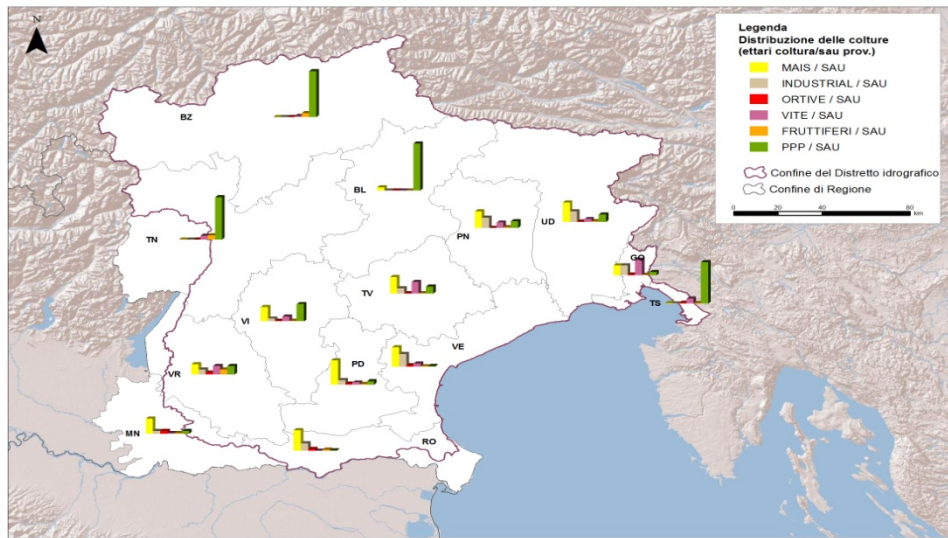 N
Legenda
Distribuzione delle colture
(ettari coltura/sau prov.)
MAIS / SAU
INDUSTRIAL / SAU
ORTIVE / SAU
VITE / SAU
FRUTTIFERI / SAU
PPP / SAU
Confine del Distretto idrografico
Confine di Regione
0 20 40 80
km
BZ
BL
TN
PN
UD
GO
TS
TV
VI
VE
PD
VR
MN
RO